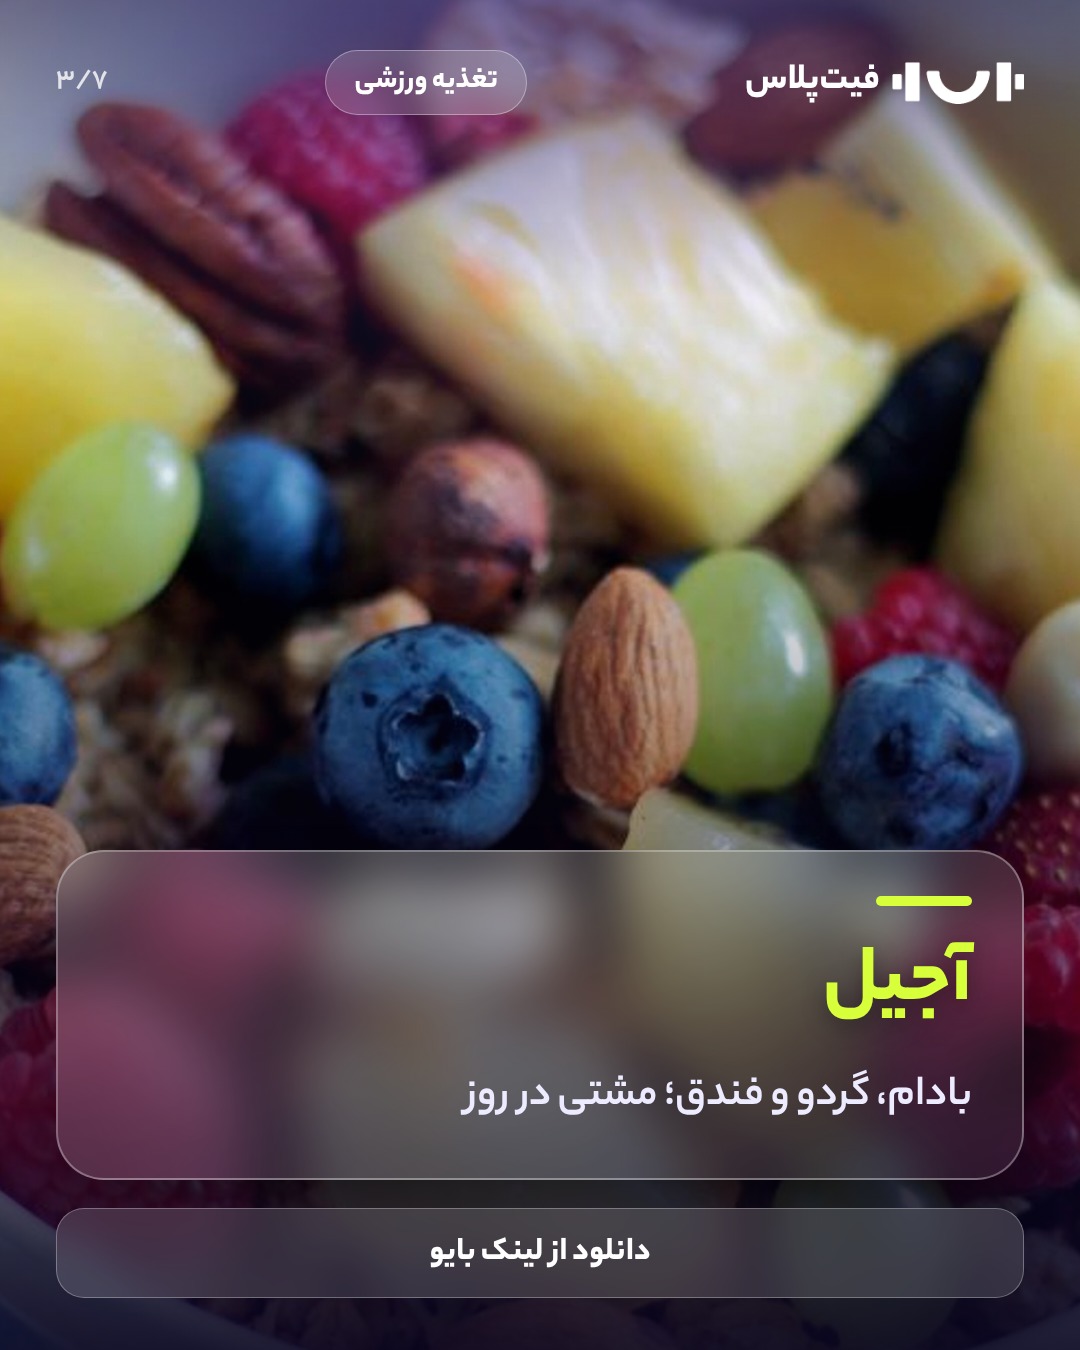 فیت‌پلاس
تغذیه ورزشی
۳/۷
آجیل
بادام، گردو و فندق؛ مشتی در روز
دانلود از لینک بایو